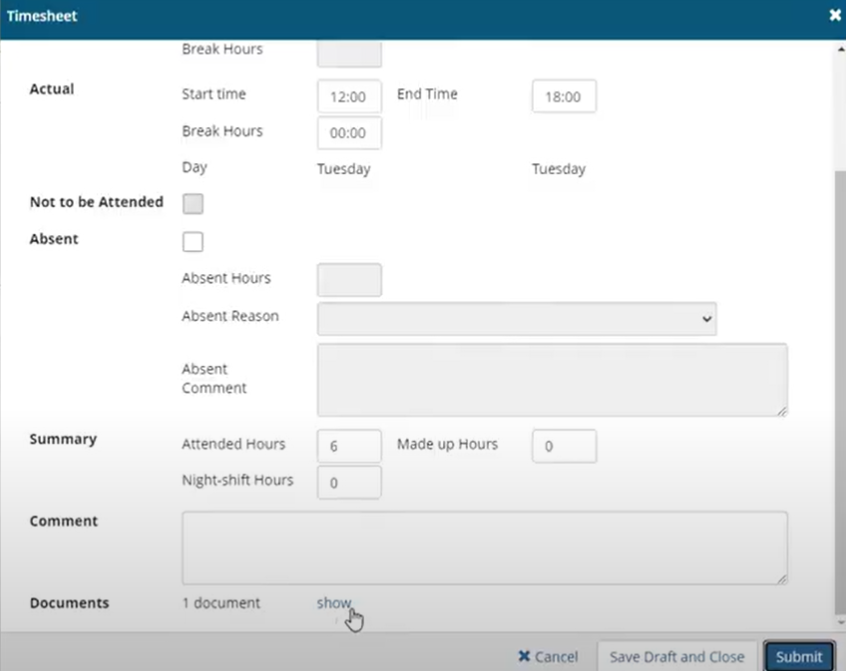 Timesheet
Break Hours
Actual Start time 12:00 End Time 18:00
Break Hours 00:00
Day Tuesday Tuesday
Not to be Attended
Absent
Absent Hours
Absent Reason
Absent
Comment
Summary Attended Hours 6 Made up Hours 0
Night-shift Hours 0
Comment
Documents 1 document show
Cancel Save Draft and Close Submit